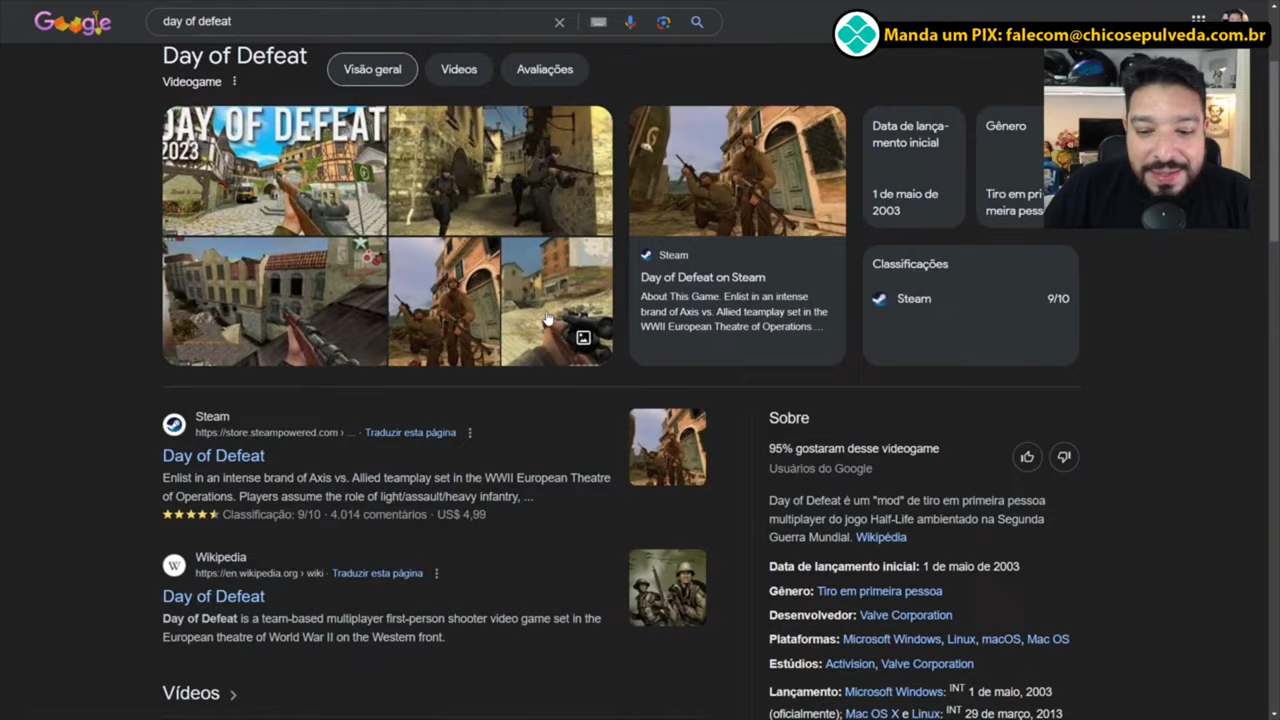 Google
day of defeat
Manda um PIX: falecom@chicosepulveda.com.br
Day of Defeat
Videogame
Visão geral
Videos
Avaliações
DAY OF DEFEAT
2023
Steam
Day of Defeat on Steam
About This Game. Enlist in an intense
brand of Axis vs. Allied teamplay set in the
WWII European Theatre of Operations....
Data de lança-
mento inicial
1 de maio de
2003
Gênero
Tiro em pri
meira pess
Classificações
Steam
9/10
Steam
https://store.steampowered.com › ... · Traduzir esta página
Day of Defeat
Enlist in an intense brand of Axis vs. Allied teamplay set in the WWII European Theatre
of Operations. Players assume the role of light/assault/heavy infantry, ...
Classificação: 9/10 · 4.014 comentários · US$ 4,99
Wikipedia
https://en.wikipedia.org › wiki · Traduzir esta página
Day of Defeat
Day of Defeat is a team-based multiplayer first-person shooter video game set in the
European theatre of World War II on the Western front.
Vídeos
Sobre
95% gostaram desse videogame
Usuários do Google
Day of Defeat é um "mod" de tiro em primeira pessoa
multiplayer do jogo Half-Life ambientado na Segunda
Guerra Mundial. Wikipédia
Data de lançamento inicial: 1 de maio de 2003
Gênero: Tiro em primeira pessoa
Desenvolvedor: Valve Corporation
Plataformas: Microsoft Windows, Linux, macOS, Mac OS
Estúdios: Activision, Valve Corporation
Lançamento: Microsoft Windows: INT 1 de maio, 2003
(oficialmente); Mac OS X e Linux: INT 29 de março, 2013